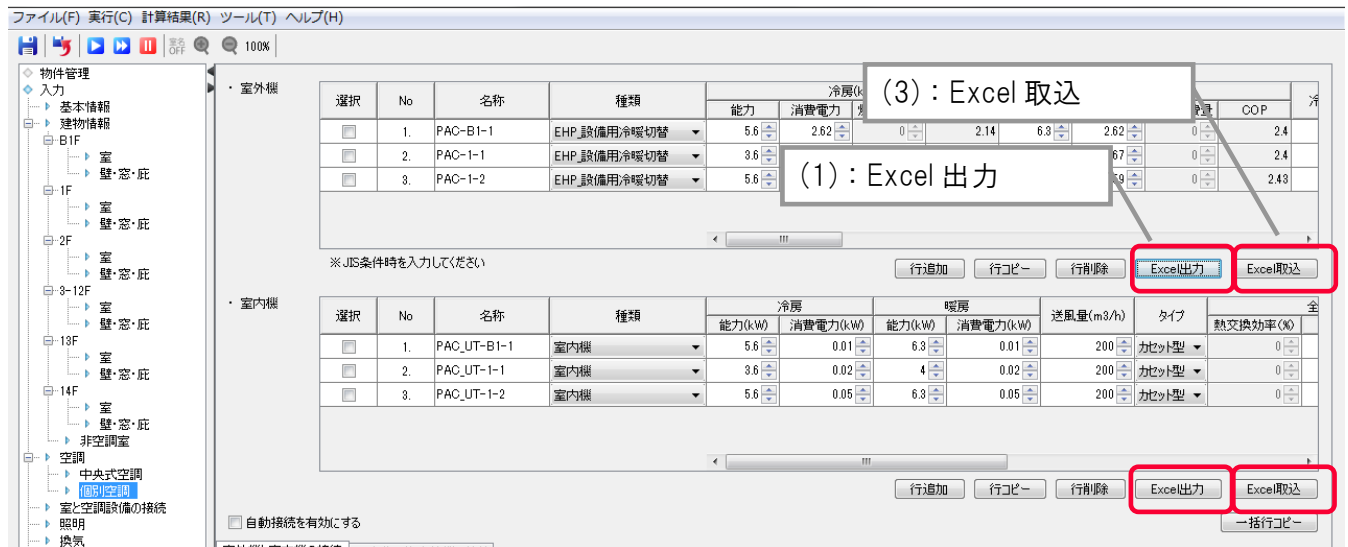 ファイル(F) 実行(C) 計算結果(R) ツール(T) ヘルプ(H)
室名 OFF 100%
物件管理
入力
基本情報
建物情報
B1F
室
壁・窓・庇
1F
室
壁・窓・庇
2F
室
壁・窓・庇
3-12F
室
壁・窓・庇
13F
室
壁・窓・庇
14F
室
壁・窓・庇
非空調室
空調
中央式空調
個別空調
室と空調設備の接続
照明
換気
・ 室外機
選択 No 名称 種類 冷房(k
能力 消費電力 COP
1. PAC-B1-1 EHP_設備用冷暖切替 5.6 2.62 0 2.14 6.3 2.62 0 2.4
2. PAC-1-1 EHP_設備用冷暖切替 3.6 67 0 2.4
3. PAC-1-2 EHP_設備用冷暖切替 5.6 59 0 2.43
(3):Excel 取込
(1):Excel 出力
※JIS条件時を入力してください
行追加 行コピー 行削除 Excel出力 Excel取込
・ 室内機
選択 No 名称 種類 冷房 暖房 送風量(m3/h) タイプ 全
能力(kW) 消費電力(kW) 能力(kW) 消費電力(kW) 熱交換効率(%)
1. PAC_UT-B1-1 室内機 5.6 0.01 6.3 0.01 200 カセット型 0
2. PAC_UT-1-1 室内機 3.6 0.02 4 0.02 200 カセット型 0
3. PAC_UT-1-2 室内機 5.6 0.05 6.3 0.05 200 カセット型 0
行追加 行コピー 行削除 Excel出力 Excel取込
自動接続を有効にする 一括行コピー